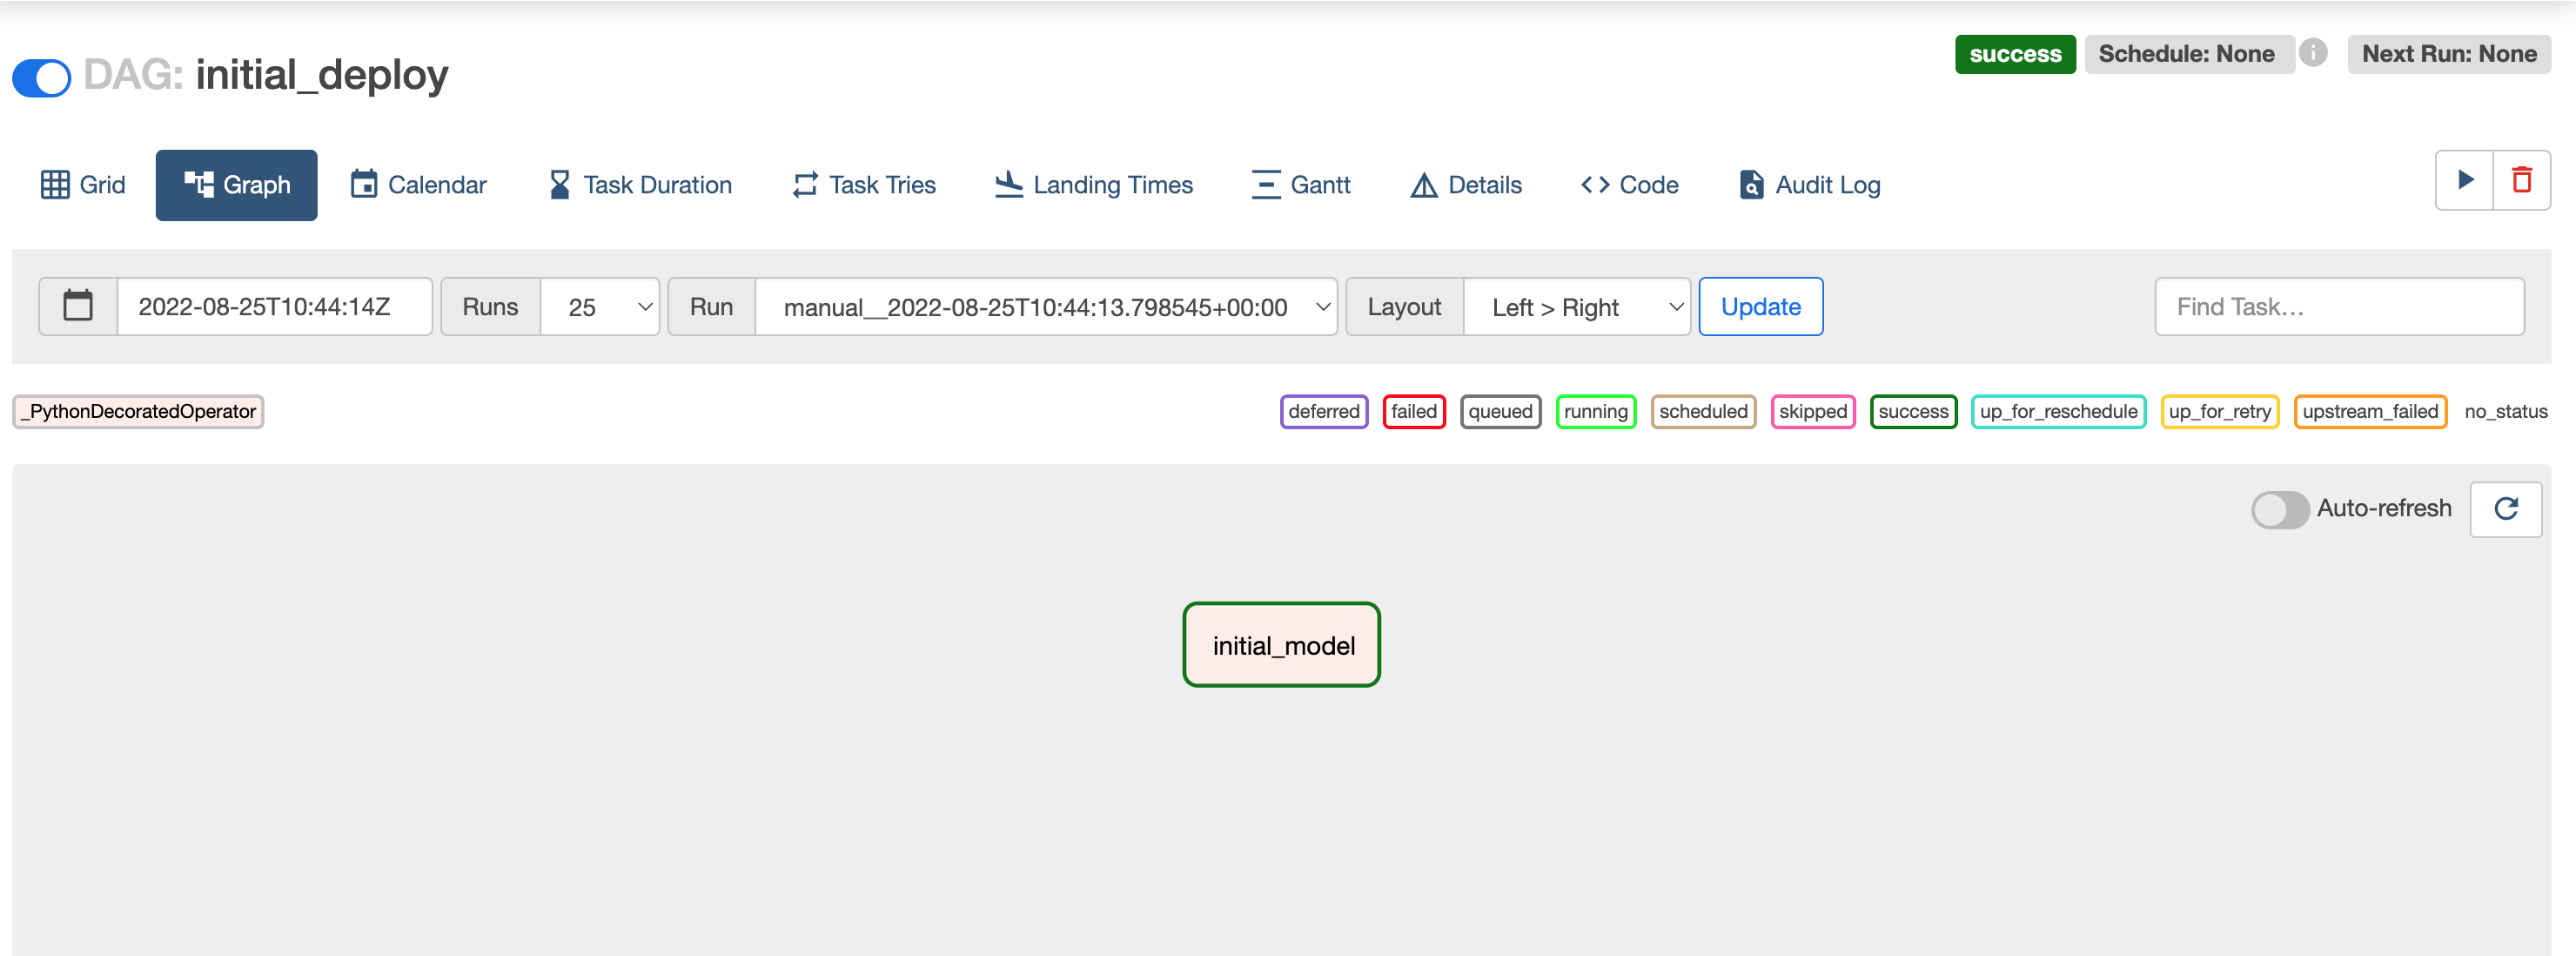 DAG: initial_deploy
success Schedule: None i Next Run: None
Grid Graph Calendar Task Duration Task Tries Landing Times Gantt Details Code Audit Log
2022-08-25T10:44:14Z Runs 25 Run manual__2022-08-25T10:44:13.798545+00:00 Layout Left > Right Update Find Task...
_PythonDecoratedOperator deferred failed queued running scheduled skipped success up_for_reschedule up_for_retry upstream_failed no_status
Auto-refresh
initial_model